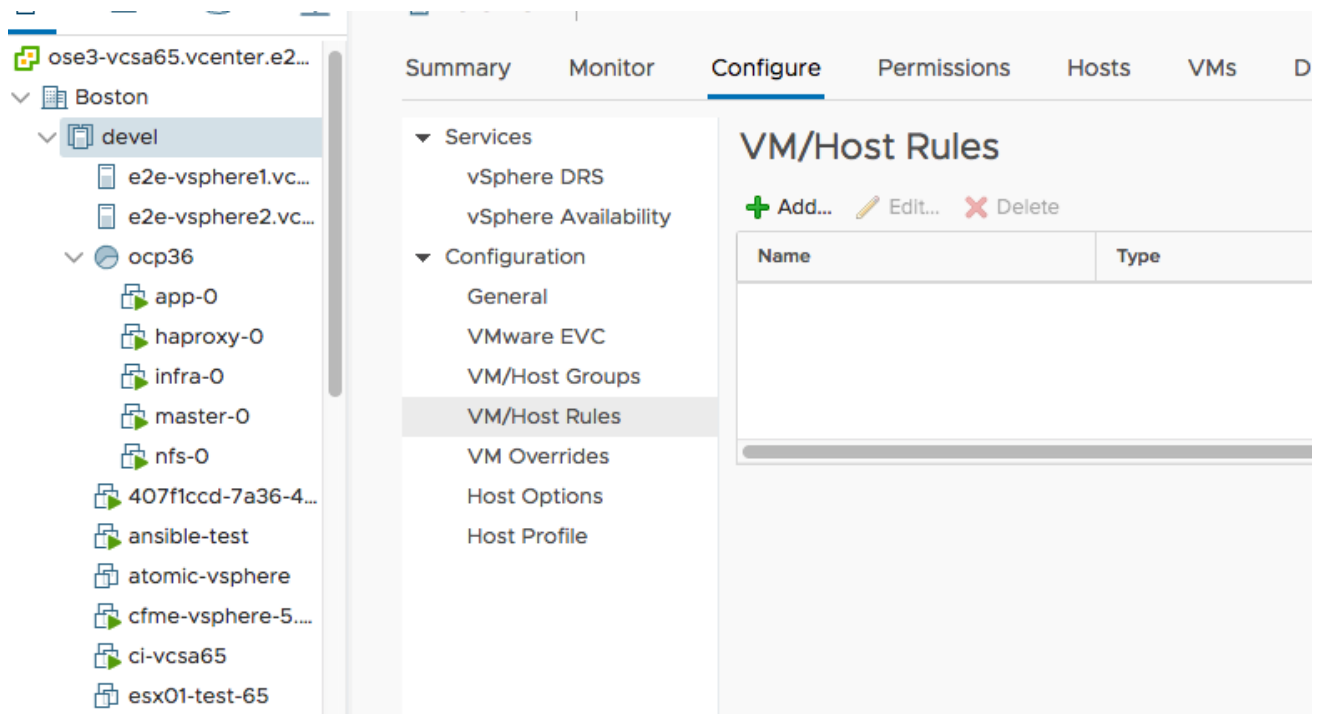 ose3-vcsa65.vcenter.e2...
Boston
devel
e2e-vsphere1.vc...
e2e-vsphere2.vc...
ocp36
app-0
haproxy-0
infra-0
master-0
nfs-0
407f1ccd-7a36-4...
ansible-test
atomic-vsphere
cfme-vsphere-5....
ci-vcsa65
esx01-test-65
Summary Monitor Configure Permissions Hosts VMs D
Services
vSphere DRS
vSphere Availability
Configuration
General
VMware EVC
VM/Host Groups
VM/Host Rules
VM Overrides
Host Options
Host Profile
VM/Host Rules
Add... Edit... Delete
Name Type